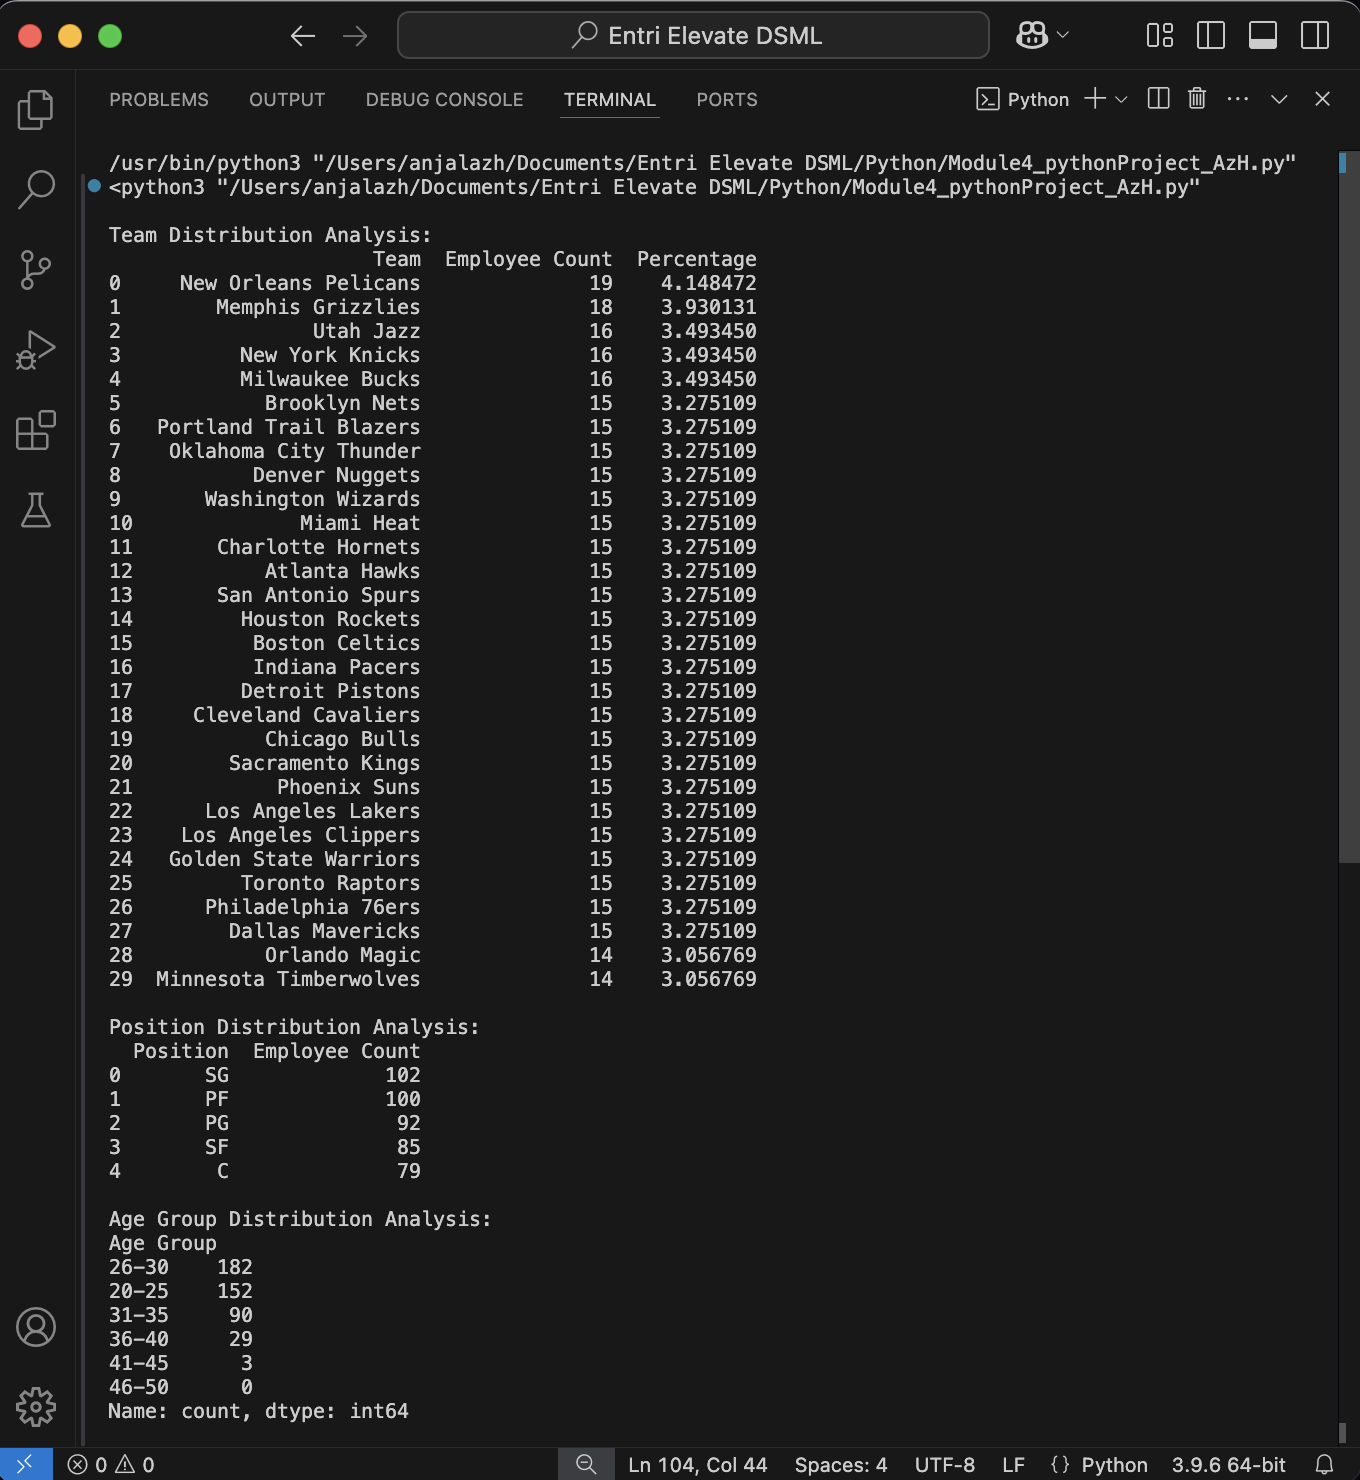 Entri Elevate DSML
PROBLEMS OUTPUT DEBUG CONSOLE TERMINAL PORTS Python
/usr/bin/python3 "/Users/anjalazh/Documents/Entri Elevate DSML/Python/Module4_pythonProject_AzH.py"
<python3 "/Users/anjalazh/Documents/Entri Elevate DSML/Python/Module4_pythonProject_AzH.py"
Team Distribution Analysis:
Team Employee Count Percentage
0 New Orleans Pelicans 19 4.148472
1 Memphis Grizzlies 18 3.930131
2 Utah Jazz 16 3.493450
3 New York Knicks 16 3.493450
4 Milwaukee Bucks 16 3.493450
5 Brooklyn Nets 15 3.275109
6 Portland Trail Blazers 15 3.275109
7 Oklahoma City Thunder 15 3.275109
8 Denver Nuggets 15 3.275109
9 Washington Wizards 15 3.275109
10 Miami Heat 15 3.275109
11 Charlotte Hornets 15 3.275109
12 Atlanta Hawks 15 3.275109
13 San Antonio Spurs 15 3.275109
14 Houston Rockets 15 3.275109
15 Boston Celtics 15 3.275109
16 Indiana Pacers 15 3.275109
17 Detroit Pistons 15 3.275109
18 Cleveland Cavaliers 15 3.275109
19 Chicago Bulls 15 3.275109
20 Sacramento Kings 15 3.275109
21 Phoenix Suns 15 3.275109
22 Los Angeles Lakers 15 3.275109
23 Los Angeles Clippers 15 3.275109
24 Golden State Warriors 15 3.275109
25 Toronto Raptors 15 3.275109
26 Philadelphia 76ers 15 3.275109
27 Dallas Mavericks 15 3.275109
28 Orlando Magic 14 3.056769
29 Minnesota Timberwolves 14 3.056769
Position Distribution Analysis:
Position Employee Count
0 SG 102
1 PF 100
2 PG 92
3 SF 85
4 C 79
Age Group Distribution Analysis:
Age Group
26-30 182
20-25 152
31-35 90
36-40 29
41-45 3
46-50 0
Name: count, dtype: int64
0 0 Ln 104, Col 44 Spaces: 4 UTF-8 LF {} Python 3.9.6 64-bit